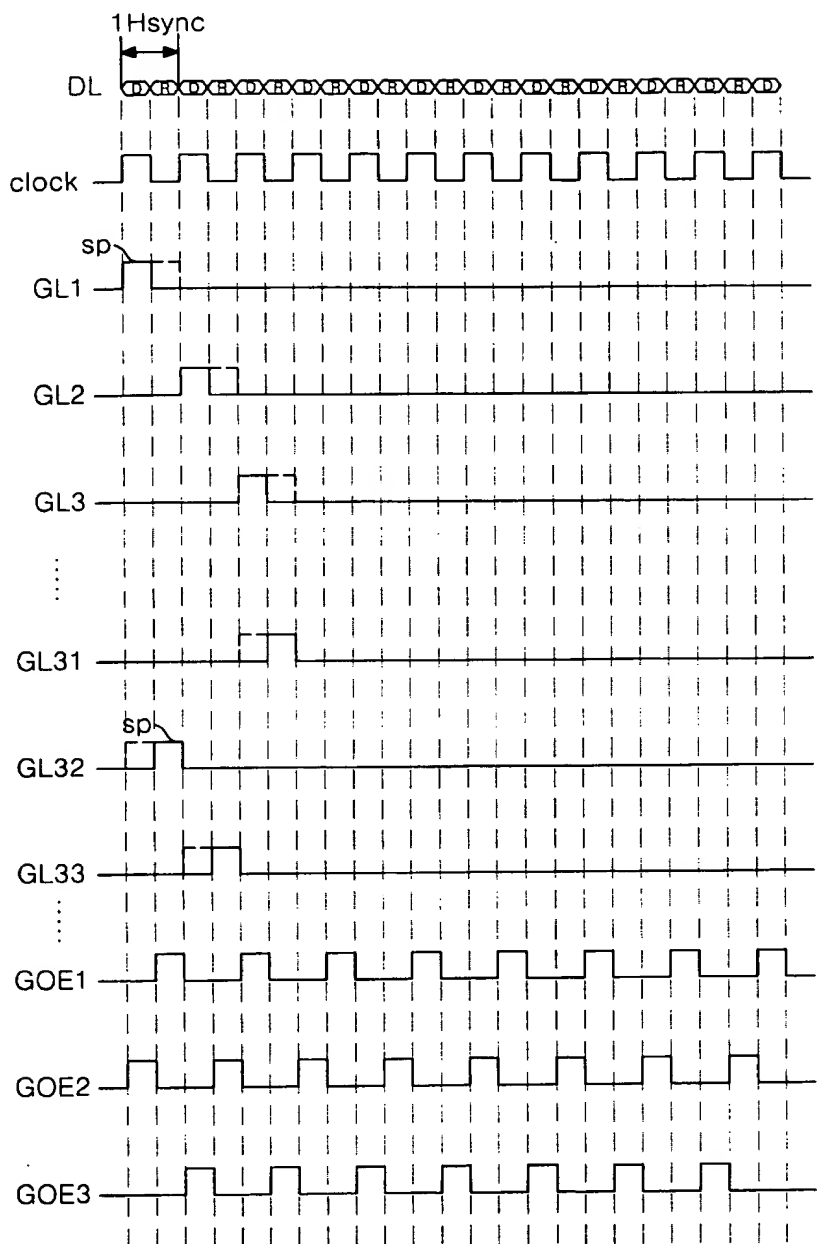 1Hsync
DL D R D R D R D R D R D R D R D R D R D R D R D
clock
sp
GL1
GL2
GL3
GL31
sp
GL32
GL33
GOE1
GOE2
GOE3